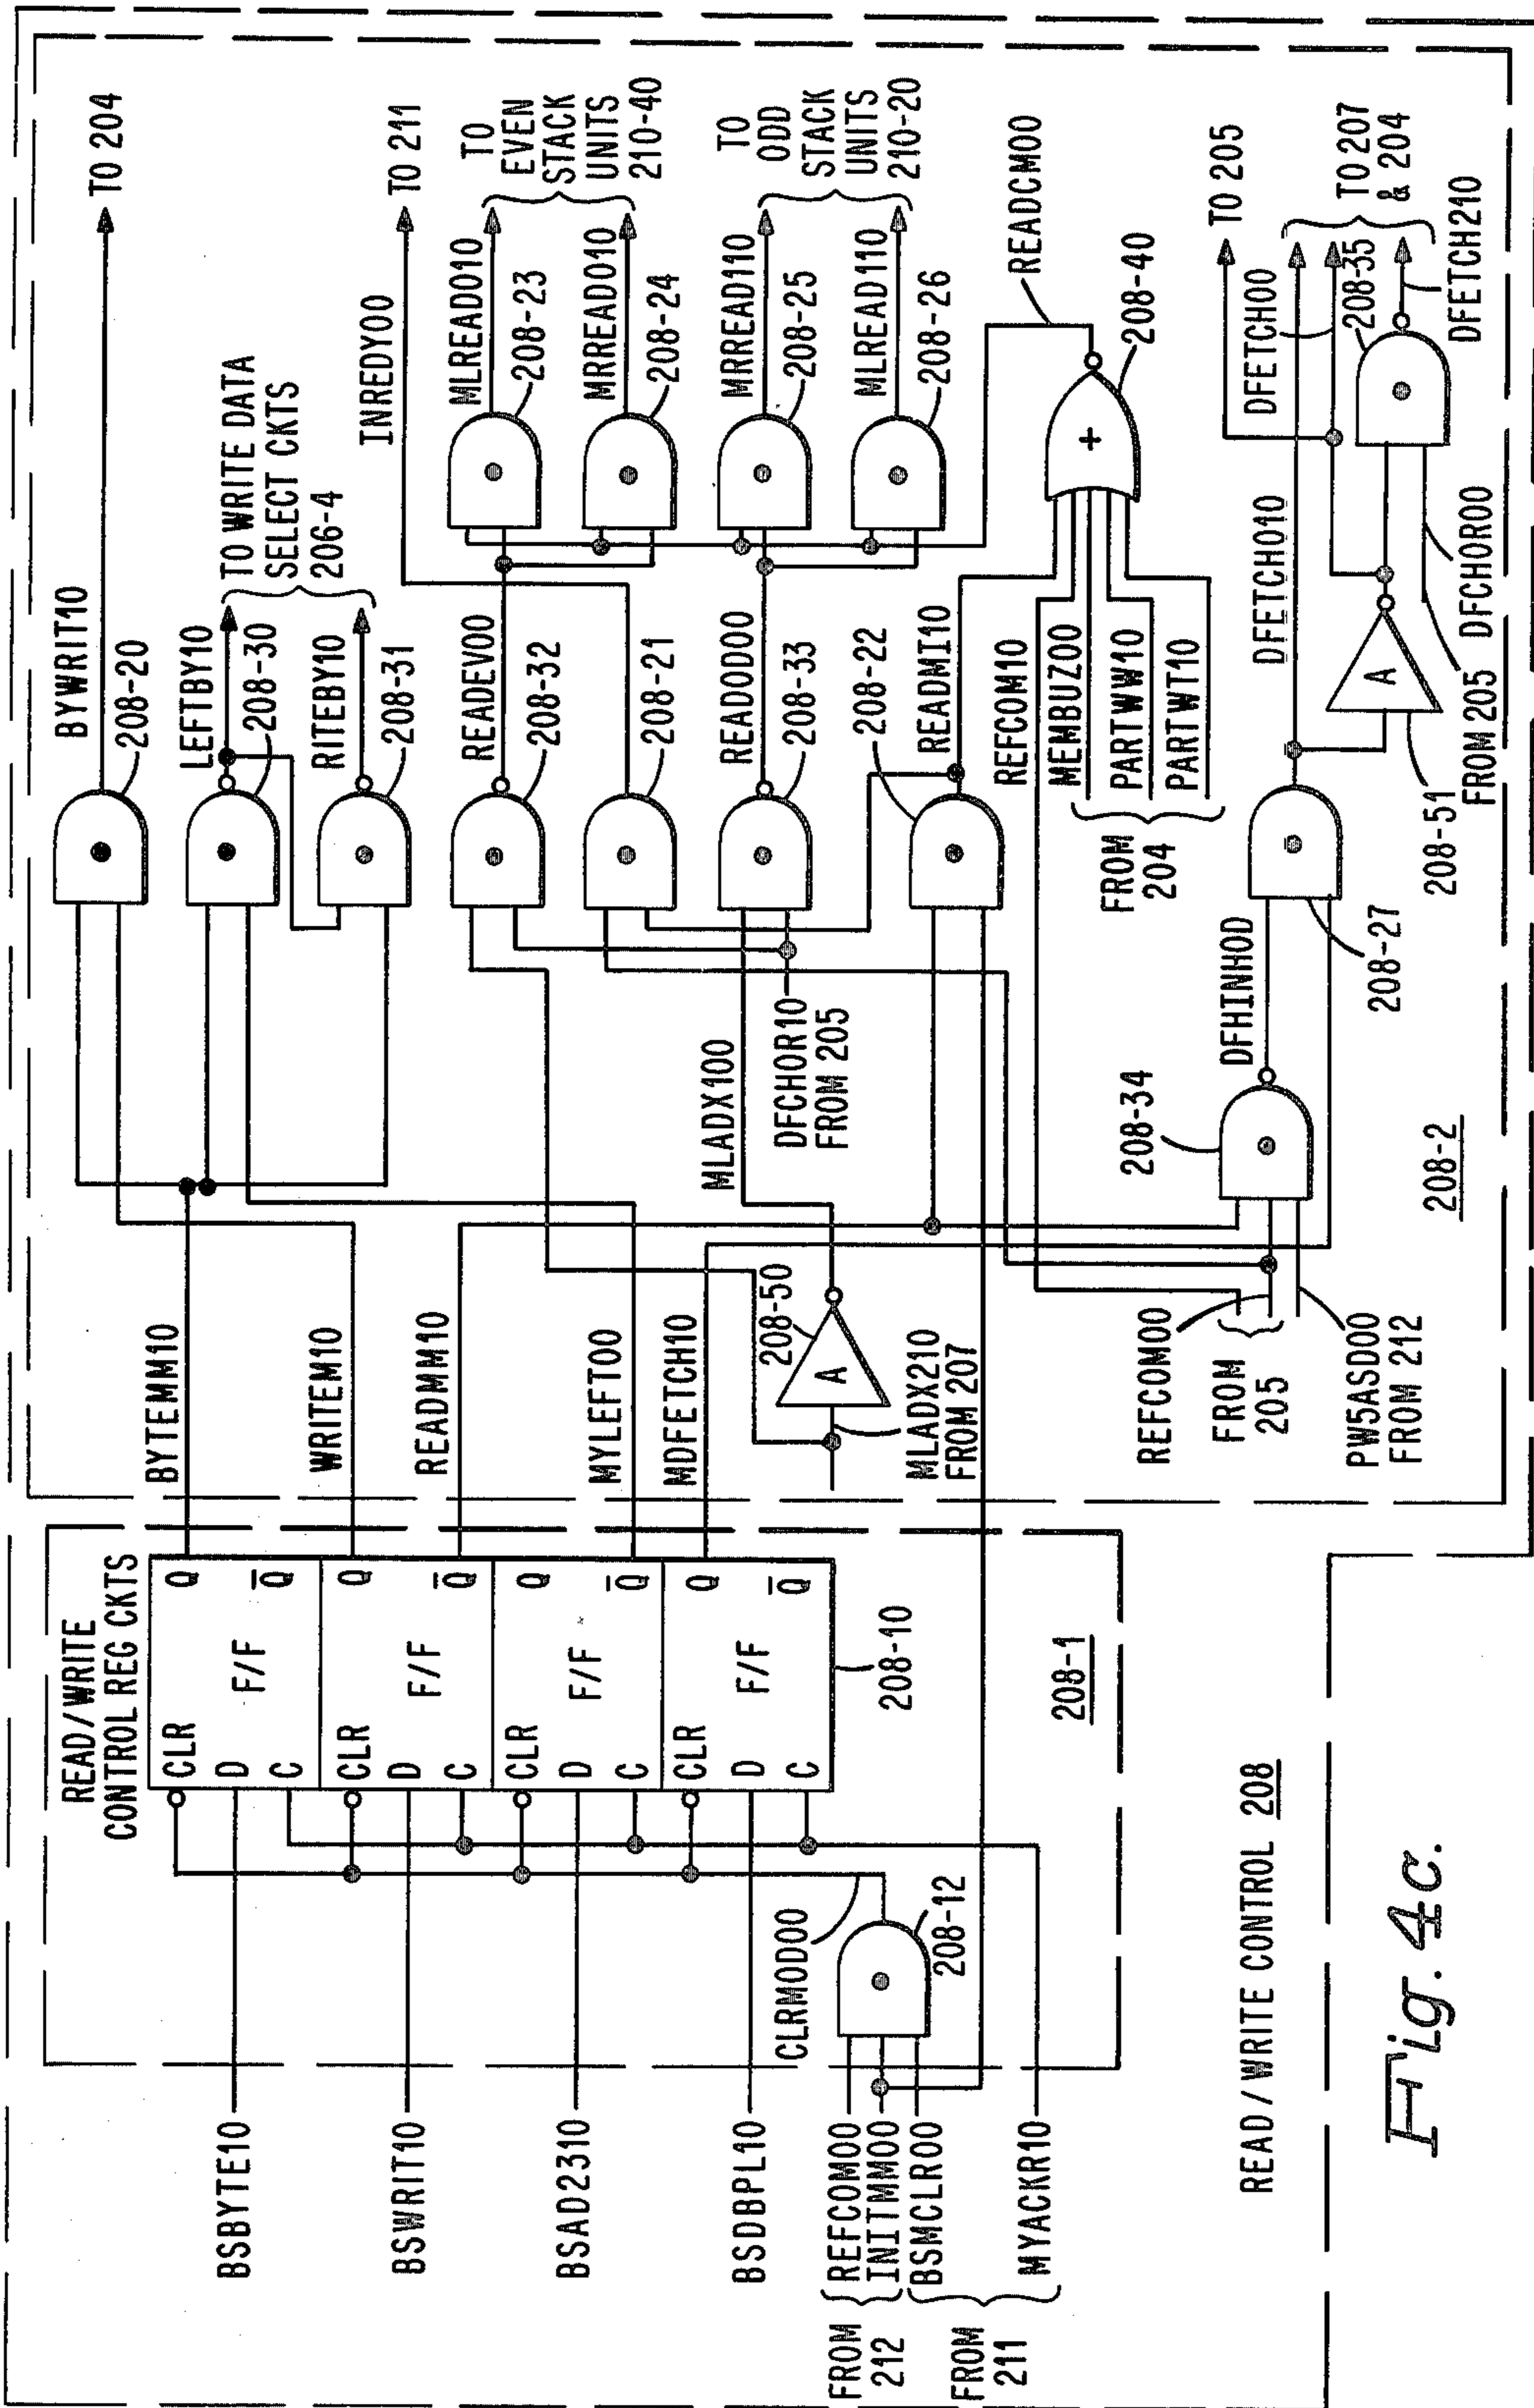 READ/WRITE
CONTROL REG CKTS
CLR
D
C
F/F
Q
Q
CLR
D
C
F/F
Q
Q
CLR
D
C
F/F
Q
Q
CLR
D
C
F/F
Q
Q
208-10
208-1
BSBYTE10
BSWRIT10
BSAD2310
BSDBPL10
FROM
212
REFCOM00
INITMM00
BSMCLR00
FROM
211
MYACKR10
CLRMOD00
208-12
BYTEMM10
WRITEM10
READMM10
MYLEFT00
MDFETCH10
A
208-50
MLADX210
FROM 207
MLADX100
DFCHOR10
FROM 205
REFCOM00
FROM
205
PW5ASD00
FROM 212
208-34
DFHINHOD
208-27
208-2
BYWRIT10
208-20
TO 204
LEFTBY10
208-30
RITEBY10
208-31
TO WRITE DATA
SELECT CKTS
206-4
READEV00
208-32
INREDY00
TO 211
208-21
READOD00
208-33
208-22
READMI10
MLREAD010
208-23
MRREAD010
208-24
TO
EVEN
STACK
UNITS
210-40
MRREAD110
208-25
MLREAD110
208-26
TO
ODD
STACK
UNITS
210-20
READCM00
+
208-40
REFCOM10
MEMBUZ00
PARTWW10
PARTWT10
FROM
204
DFETCH010
DFETCH00
TO 205
208-35
TO 207
& 204
DFETCH210
A
208-51
FROM 205
DFCHOR00
READ/WRITE CONTROL 208
Fig. 4c.